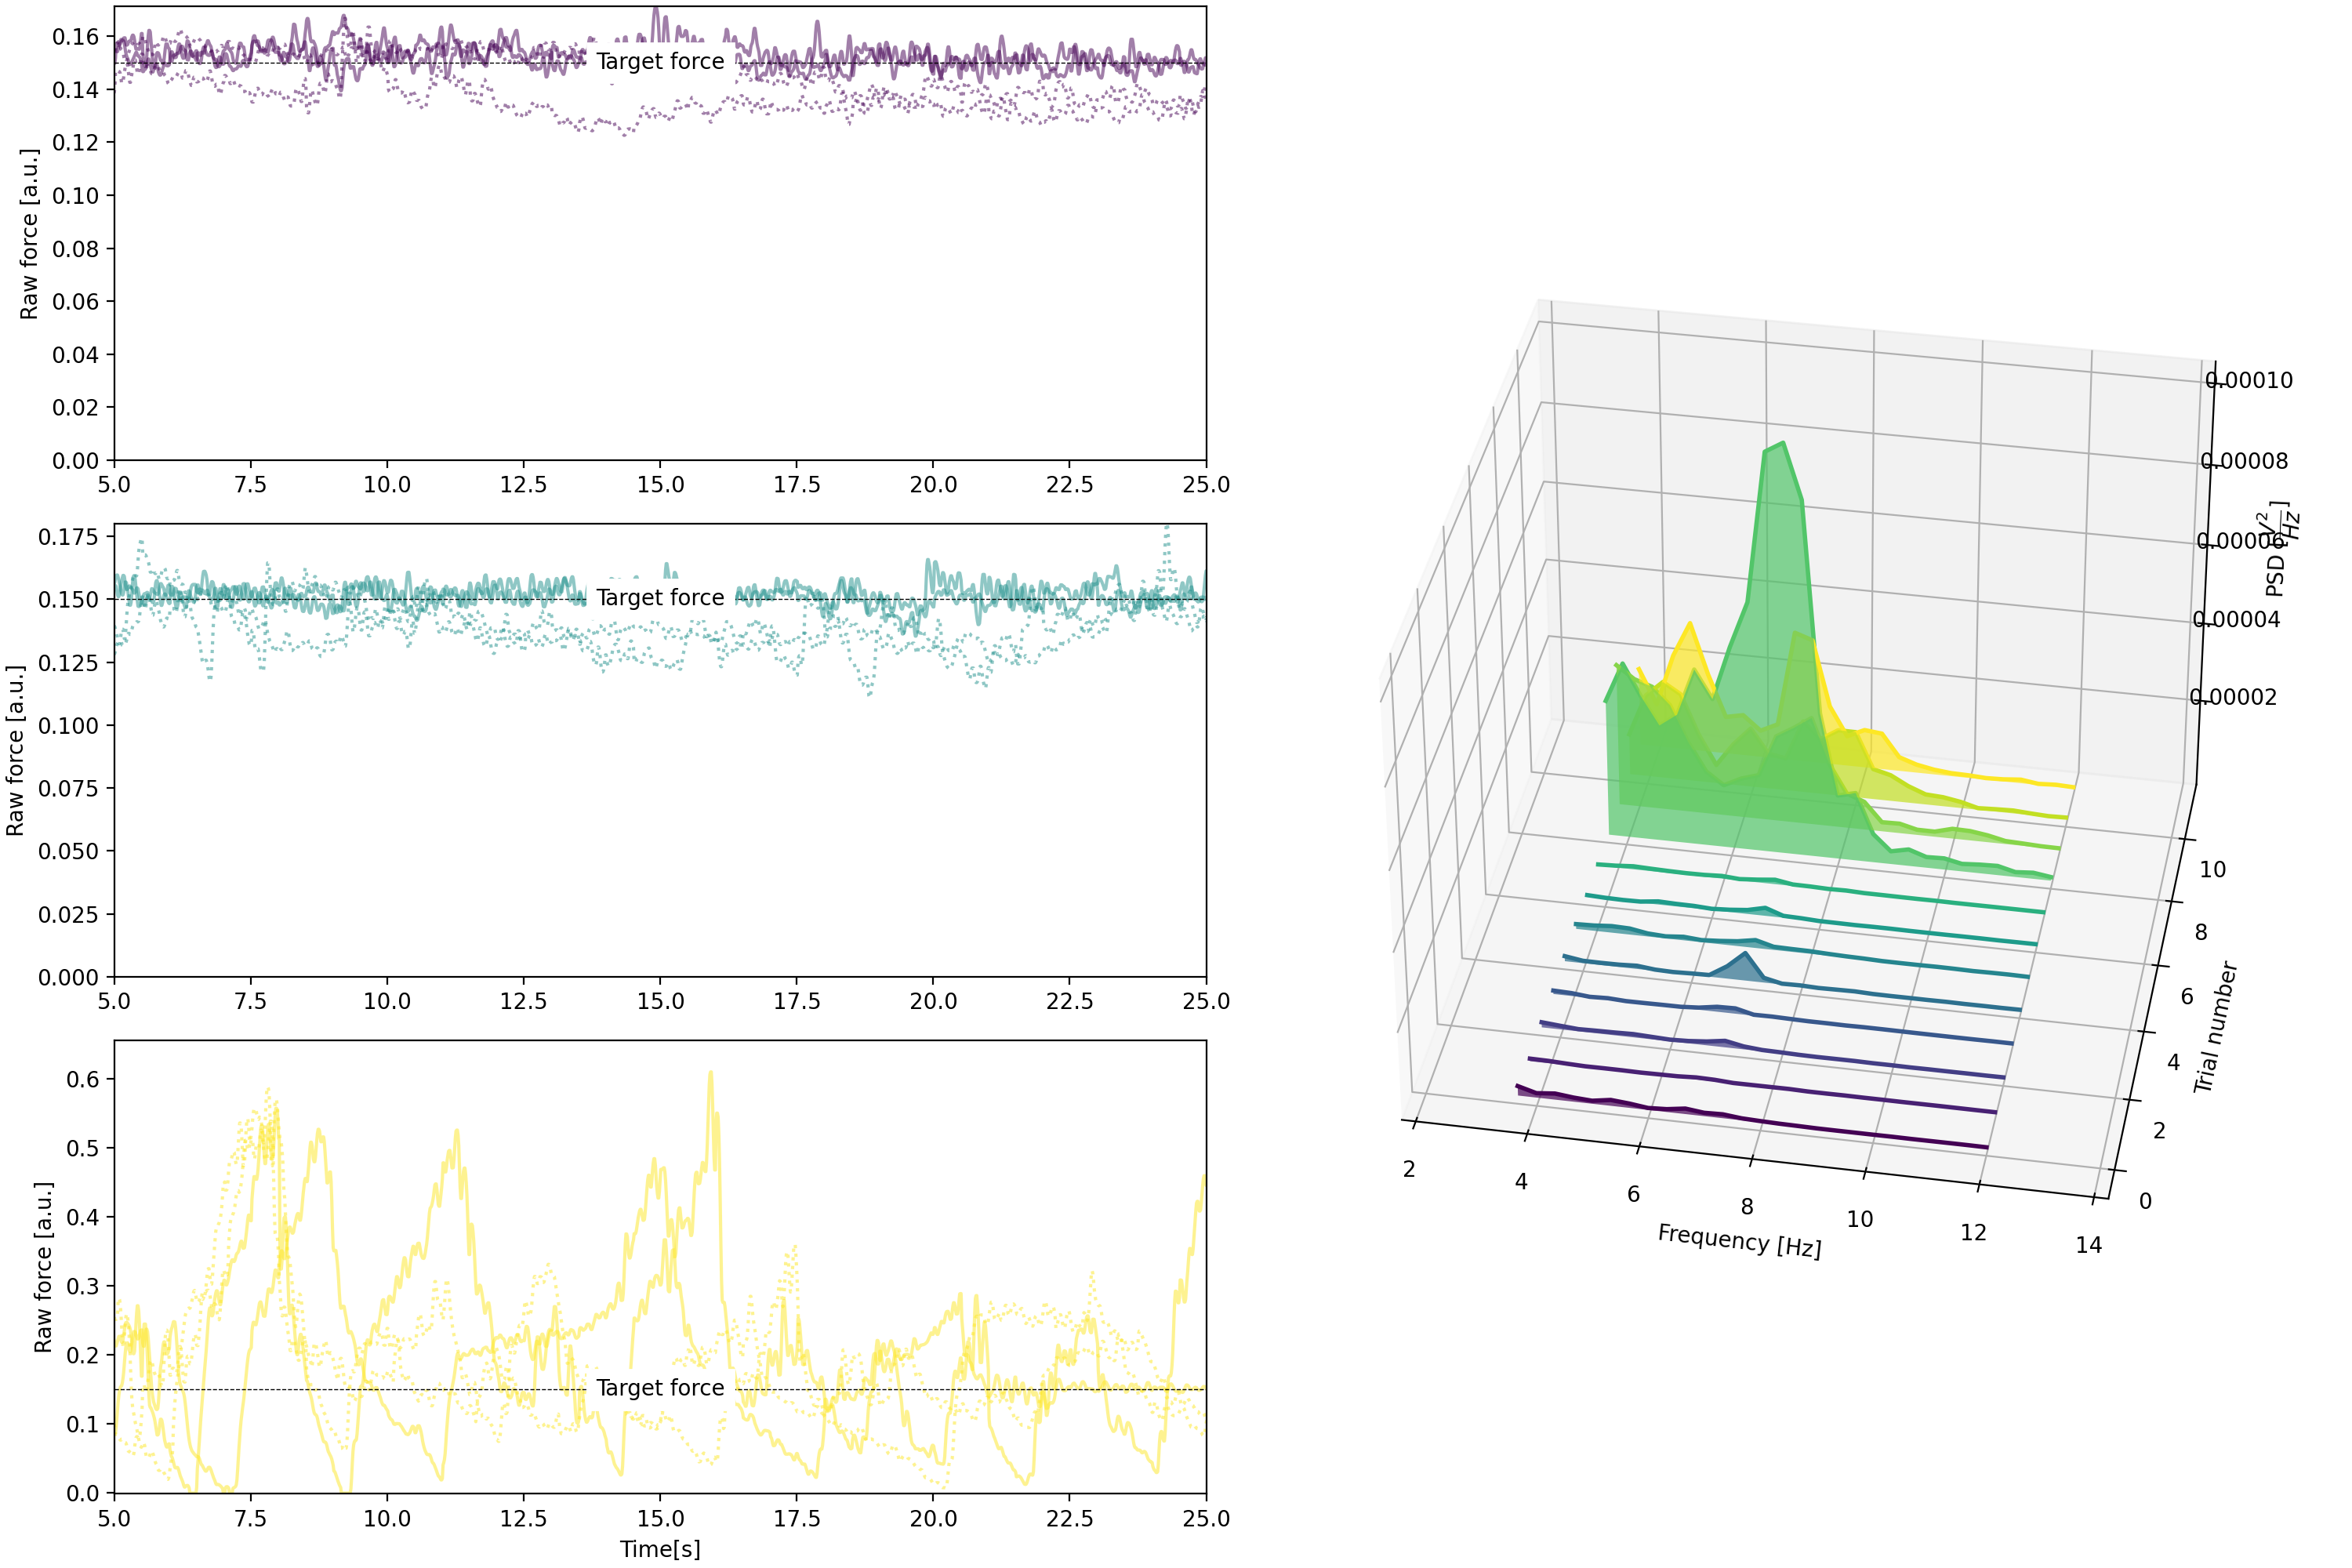 0.16
0.14
0.12
0.10
0.08
0.06
0.04
0.02
0.00
Raw force [a.u.]
Target force
5.0 7.5 10.0 12.5 15.0 17.5 20.0 22.5 25.0
0.175
0.150
0.125
0.100
0.075
0.050
0.025
0.000
Raw force [a.u.]
Target force
5.0 7.5 10.0 12.5 15.0 17.5 20.0 22.5 25.0
0.6
0.5
0.4
0.3
0.2
0.1
0.0
Raw force [a.u.]
Target force
5.0 7.5 10.0 12.5 15.0 17.5 20.0 22.5 25.0
Time[s]
0.00010
0.00008
0.00006
0.00004
0.00002
PSD [V²/Hz]
10
8
6
4
2
0
Trial number
2 4 6 8 10 12 14
Frequency [Hz]